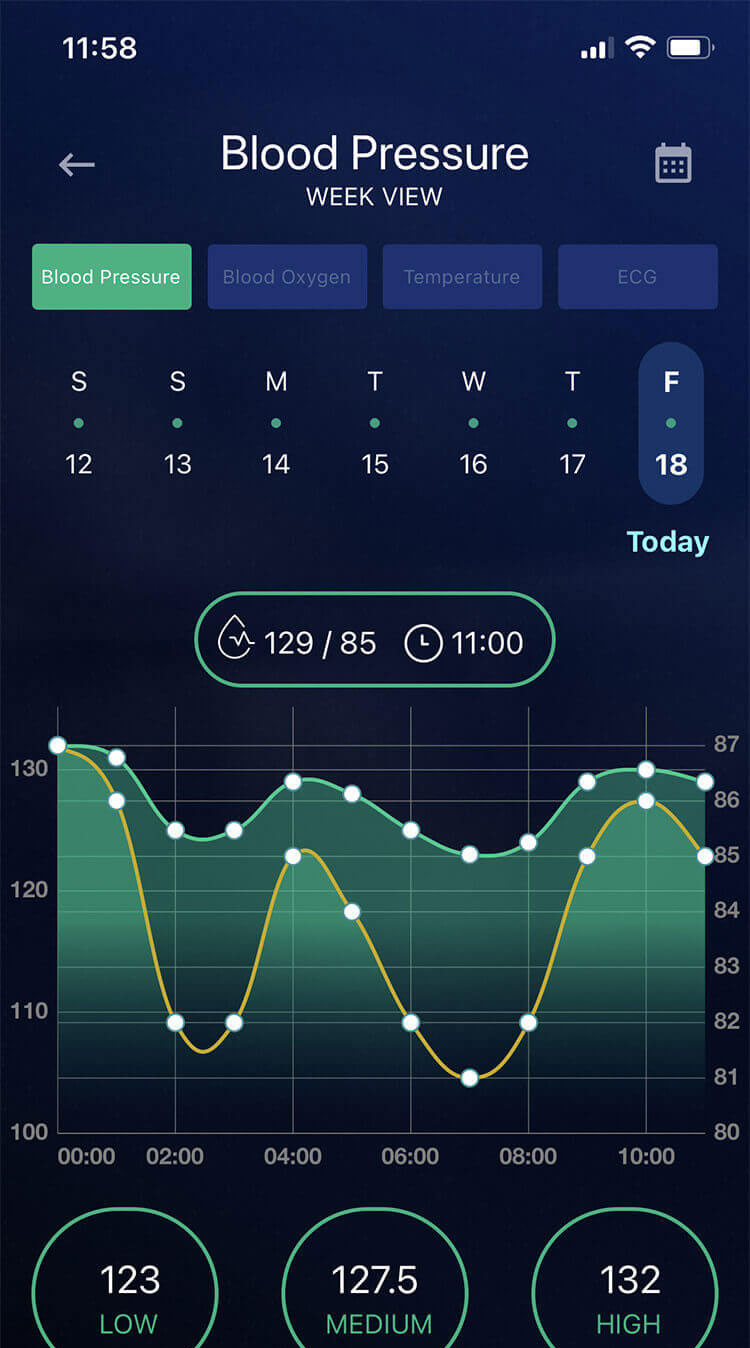 11:58
Blood Pressure
WEEK VIEW
Blood Pressure Blood Oxygen Temperature ECG
S S M T W T F
12 13 14 15 16 17 18
Today
129 / 85 11:00
87
130
86
85
120
84
83
110
82
81
100 80
00:00 02:00 04:00 06:00 08:00 10:00
123 127.5 132
LOW MEDIUM HIGH